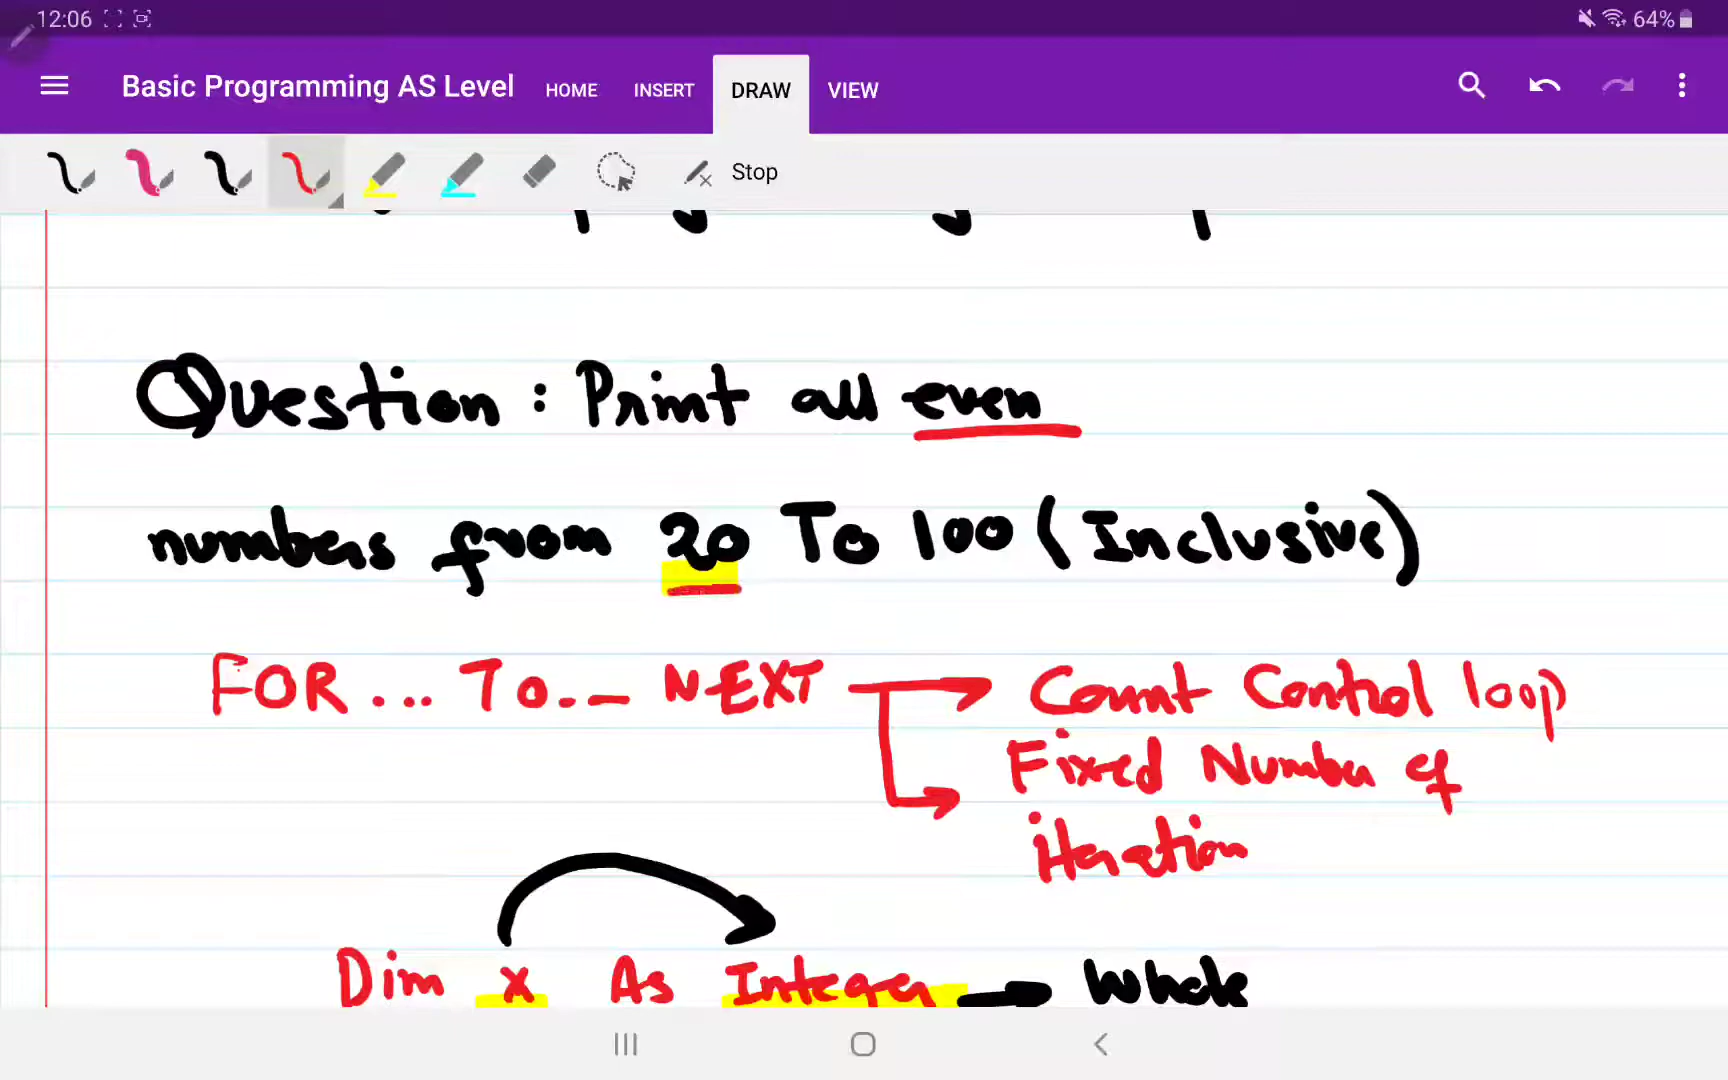 12:06 64%
Basic Programming AS Level HOME INSERT DRAW VIEW
Stop
Question : Print all even
numbers from 20 To 100 (Inclusive)
FOR ... To .. NEXT → Count Control loop
Fixed Number of
iteration
Dim x As Integer → Whole